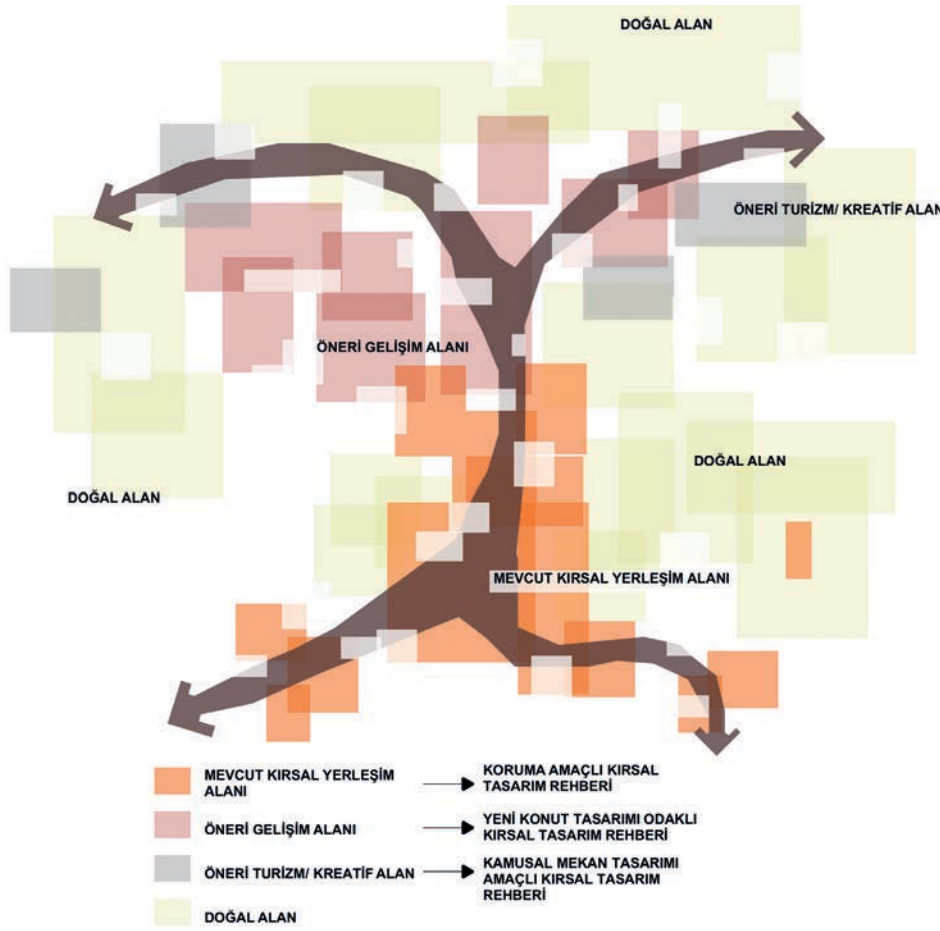 DOĞAL ALAN
ÖNERİ TURİZM/ KREATİF ALAN
ÖNERİ GELİŞİM ALANI
DOĞAL ALAN
DOĞAL ALAN
MEVCUT KIRSAL YERLEŞİM ALANI
MEVCUT KIRSAL YERLEŞİM
ALANI
KORUMA AMAÇLI KIRSAL
TASARIM REHBERİ
ÖNERİ GELİŞİM ALANI
YENİ KONUT TASARIMI ODAKLI
KIRSAL TASARIM REHBERİ
ÖNERİ TURİZM/ KREATİF ALAN
KAMUSAL MEKAN TASARIMI
AMAÇLI KIRSAL TASARIM
REHBERİ
DOĞAL ALAN